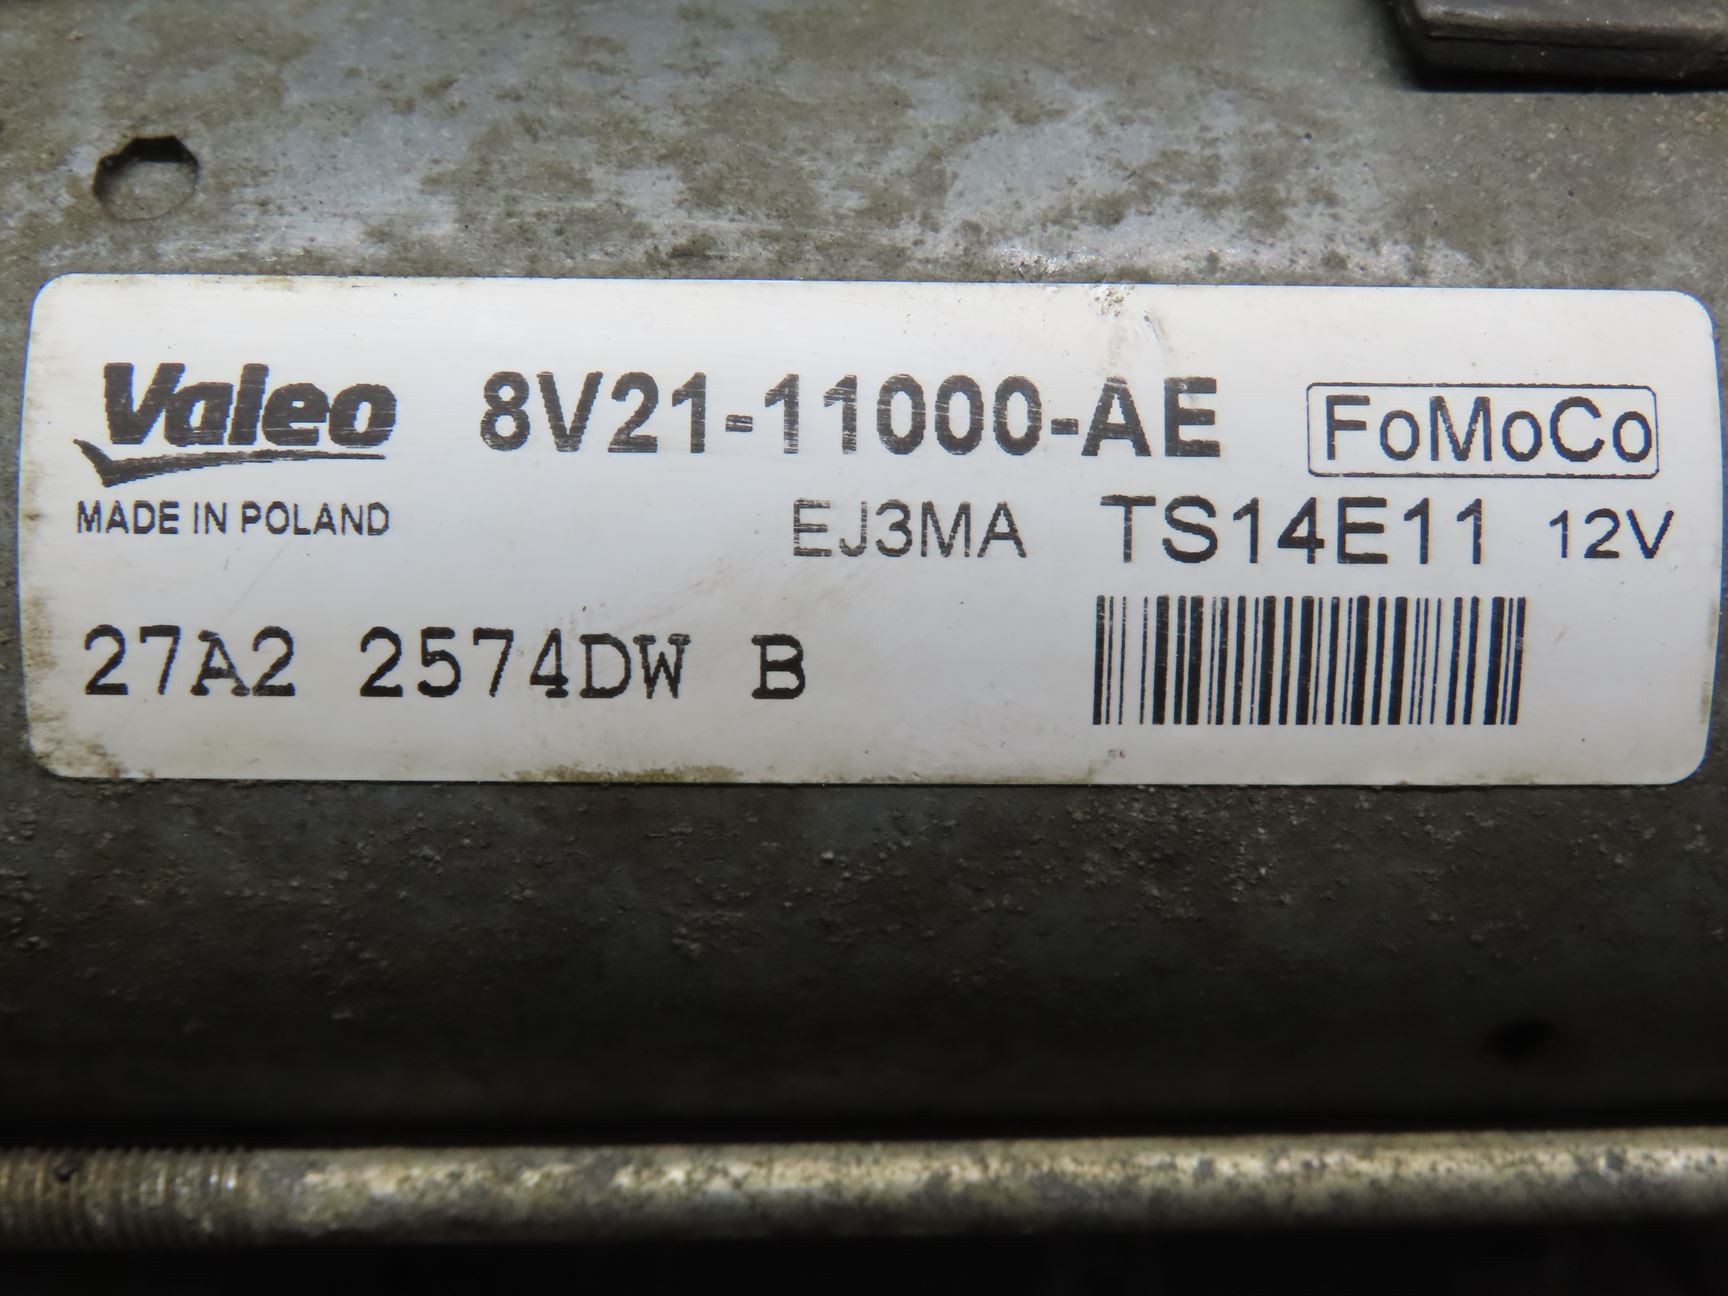 Valeo 8V21-11000-AE FoMoCo
MADE IN POLAND EJ3MA TS14E11 12V
27A2 2574DW B